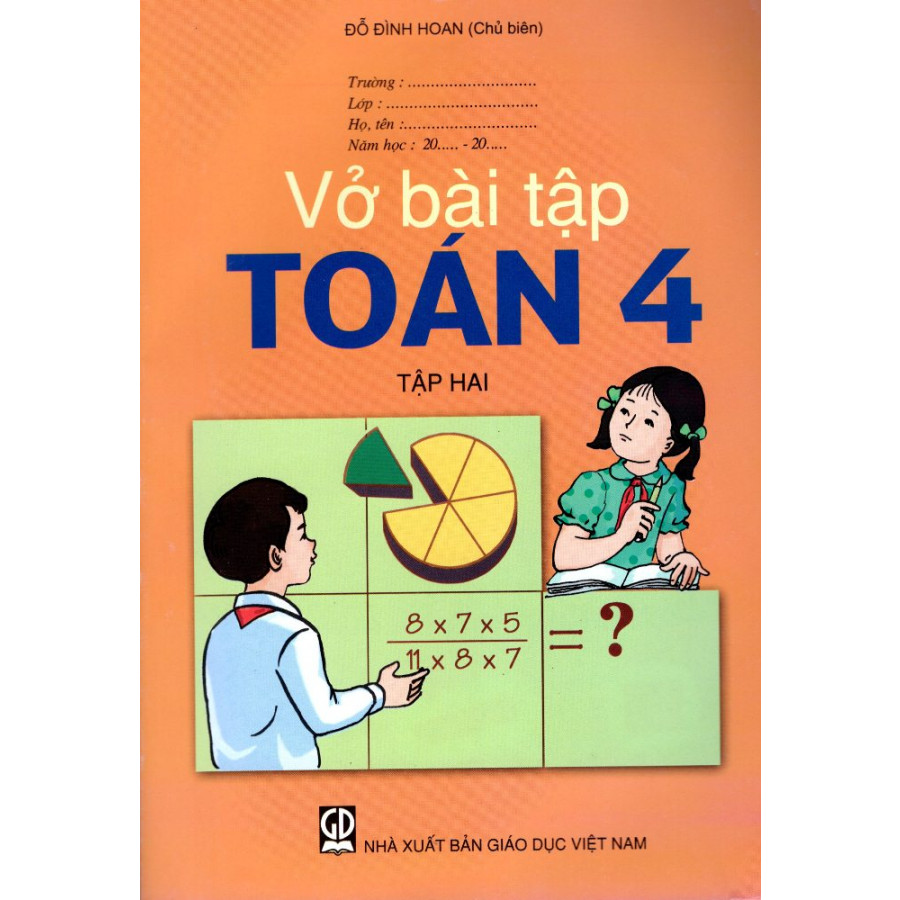 ĐỖ ĐÌNH HOAN (Chủ biên)
Trường : ............................
Lớp : .................................
Họ, tên :.............................
Năm học : 20..... - 20.....
Vở bài tập
TOÁN 4
TẬP HAI
8 x 7 x 5
11 x 8 x 7
= ?
GD
NHÀ XUẤT BẢN GIÁO DỤC VIỆT NAM